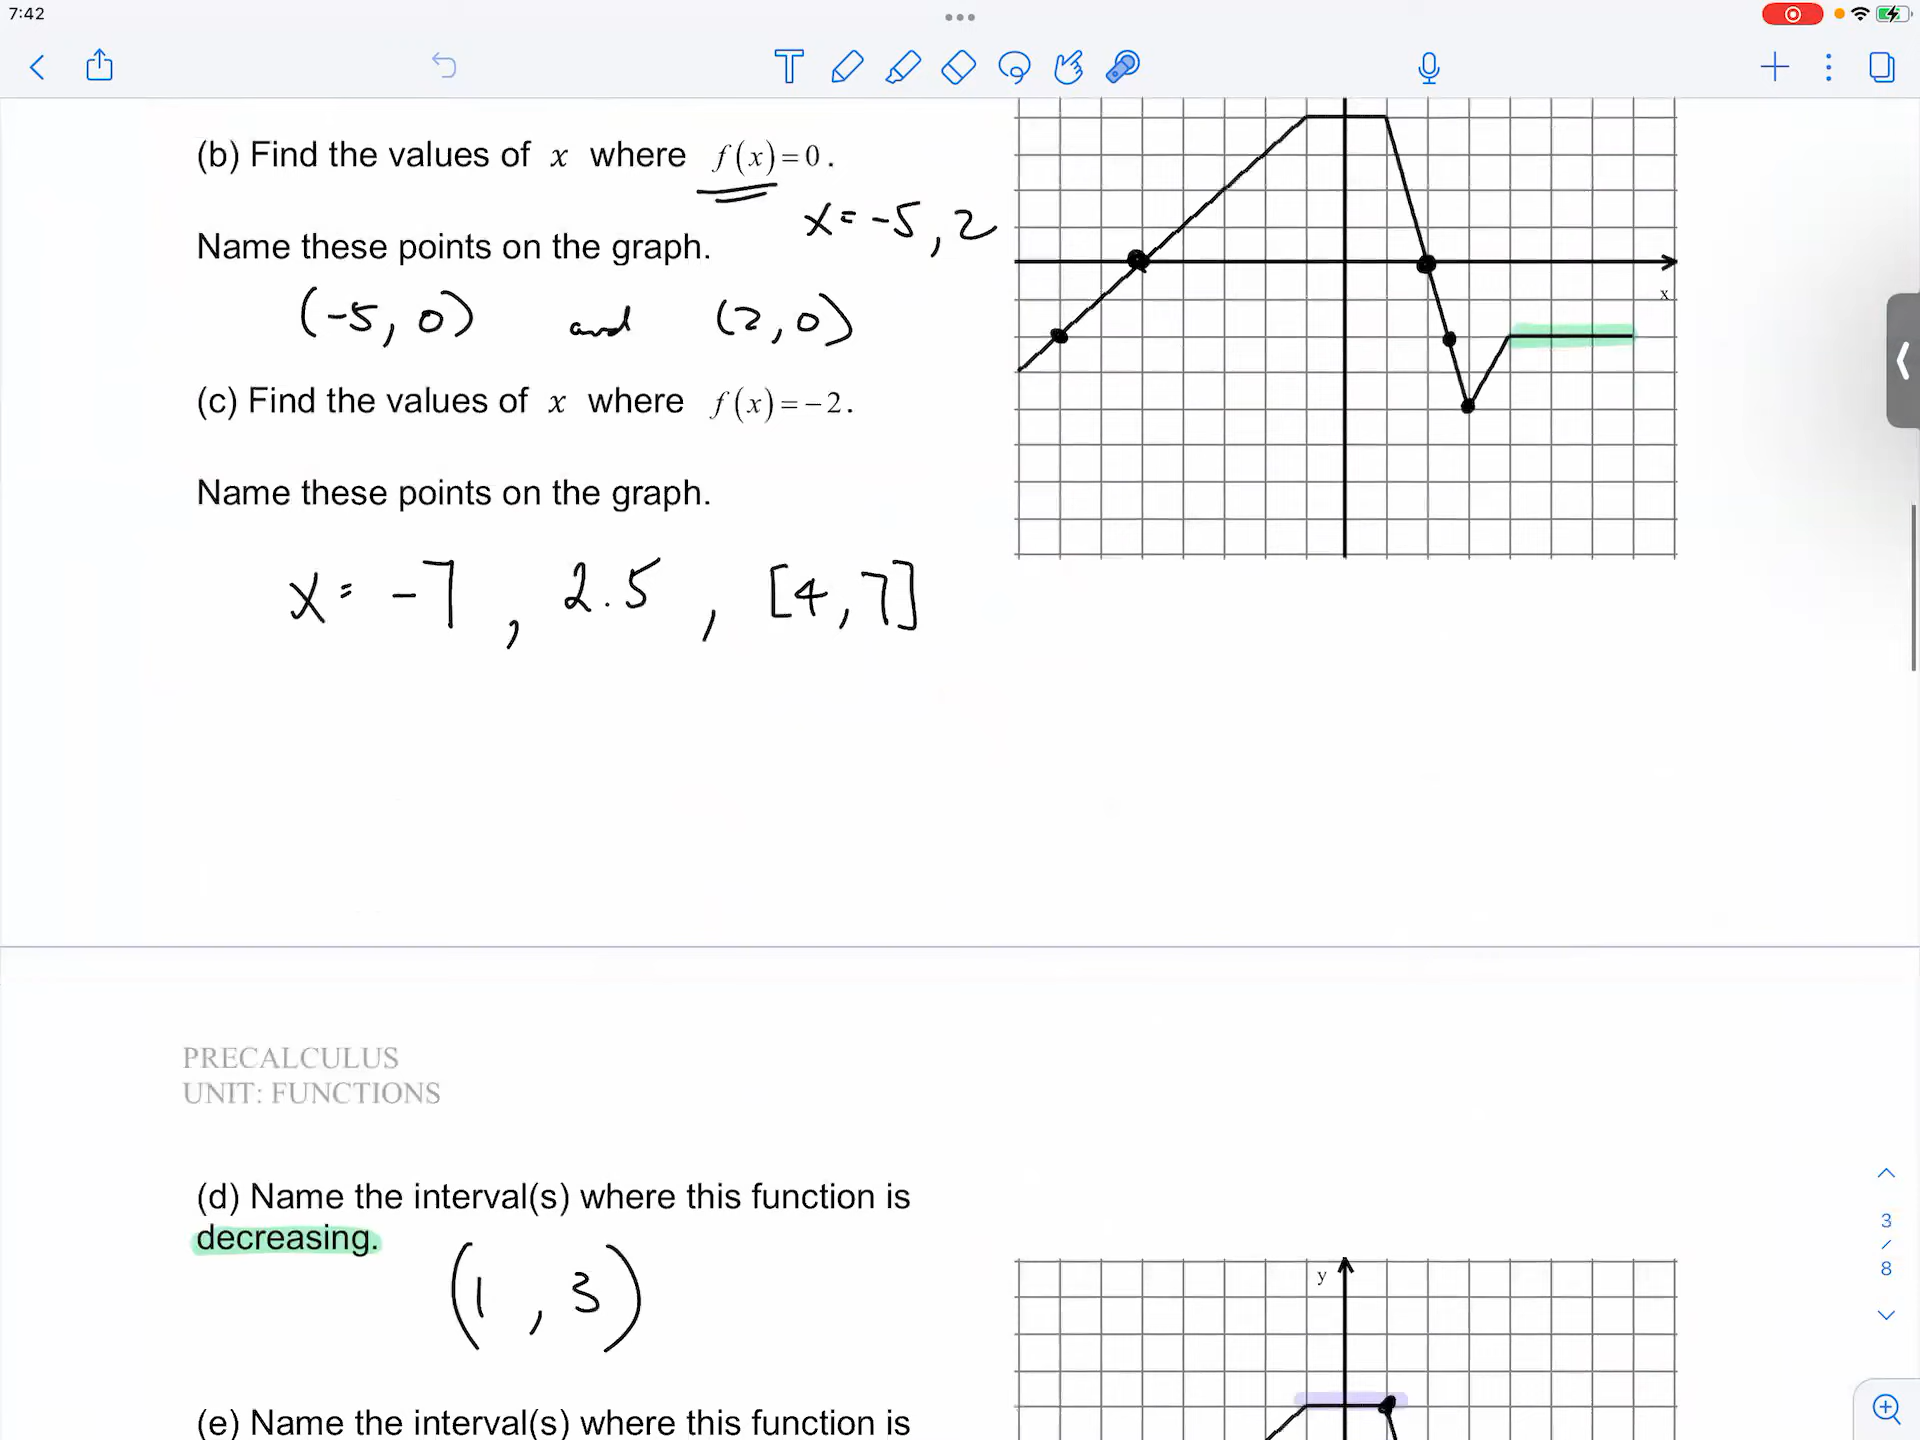 7:42
(b) Find the values of x where f(x)=0.
x = -5, 2
Name these points on the graph.
(-5, 0) and (2, 0)
x
(c) Find the values of x where f(x)=-2.
Name these points on the graph.
x = -7, 2.5, [4, 7]
PRECALCULUS
UNIT: FUNCTIONS
(d) Name the interval(s) where this function is
decreasing.
(1, 3)
y
(e) Name the interval(s) where this function is
3
/
8